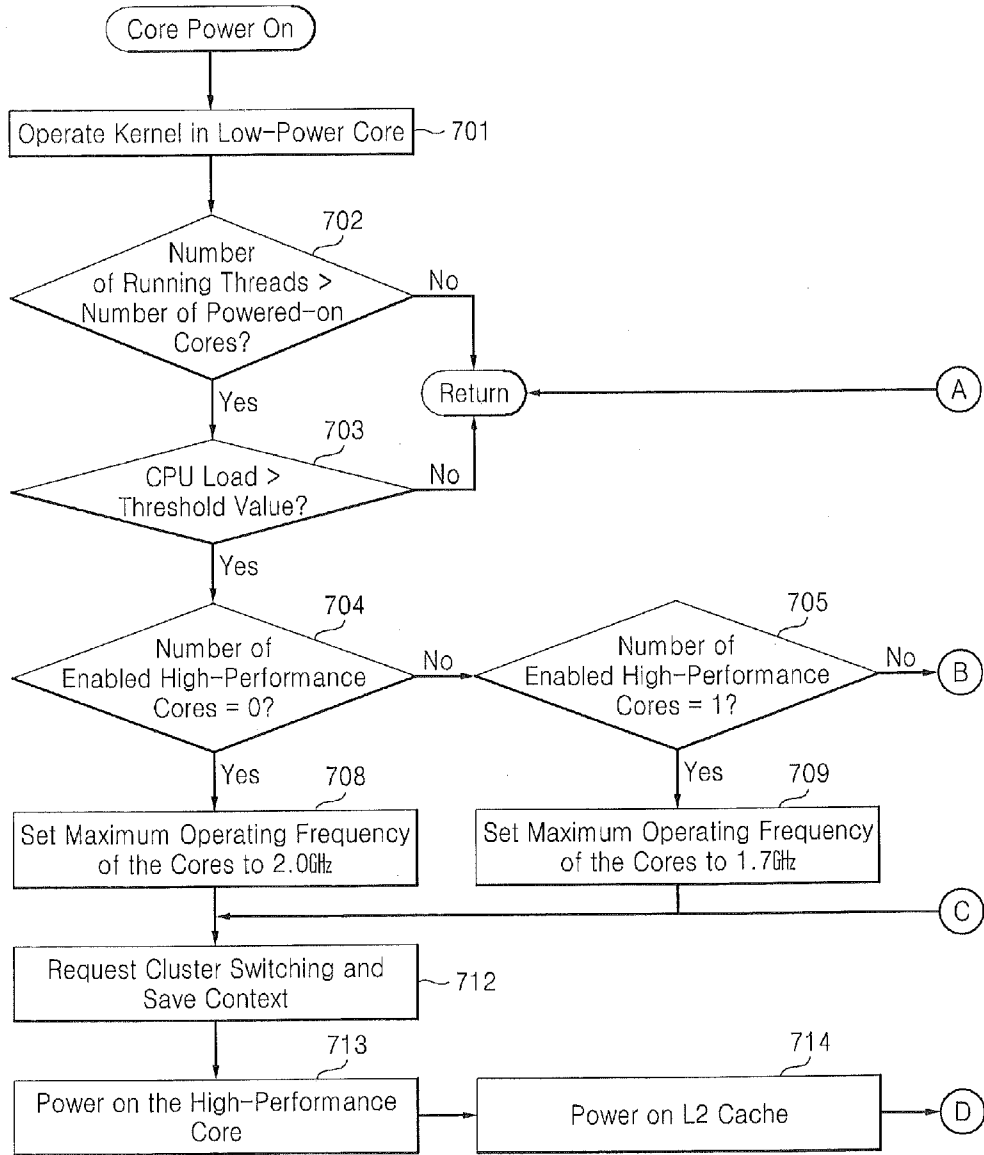 Core Power On
Operate Kernel in Low-Power Core
701
702
Number
of Running Threads >
Number of Powered-on
Cores?
No
Yes
Return
A
703
CPU Load >
Threshold Value?
No
Yes
704
Number of
Enabled High-Performance
Cores = 0?
No
Yes
705
Number of
Enabled High-Performance
Cores = 1?
No
B
Yes
708
Set Maximum Operating Frequency
of the Cores to 2.0GHz
709
Set Maximum Operating Frequency
of the Cores to 1.7GHz
C
Request Cluster Switching and
Save Context
712
713
Power on the High-Performance
Core
714
Power on L2 Cache
D